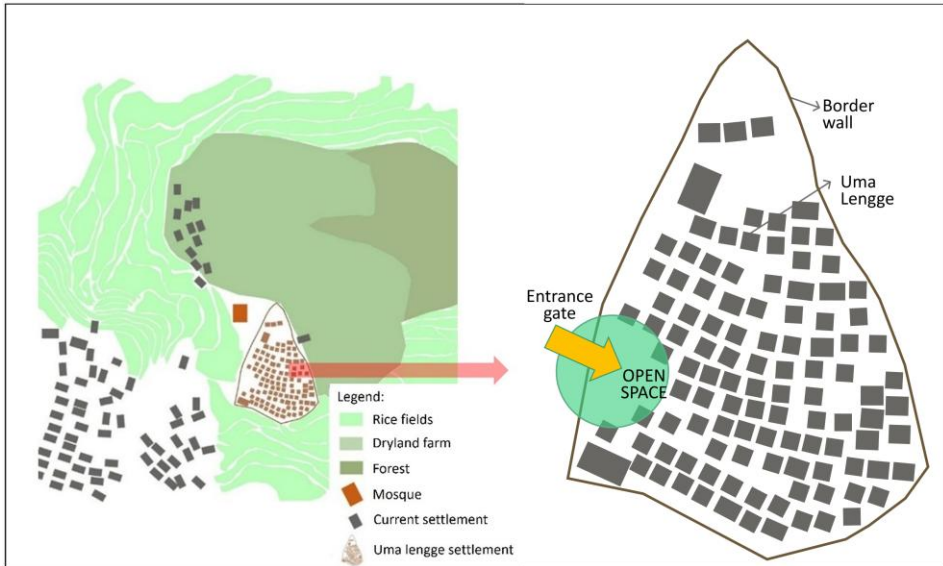 Legend:
Rice fields
Dryland farm
Forest
Mosque
Current settlement
Uma lengge settlement
Border
wall
Uma
Lengge
Entrance
gate
OPEN
SPACE